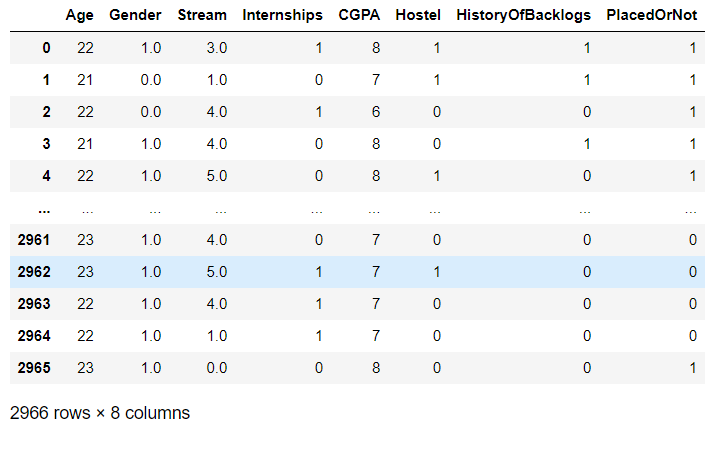 Age Gender Stream Internships CGPA Hostel HistoryOfBacklogs PlacedOrNot
0 22 1.0 3.0 1 8 1 1 1
1 21 0.0 1.0 0 7 1 1 1
2 22 0.0 4.0 1 6 0 0 1
3 21 1.0 4.0 0 8 0 1 1
4 22 1.0 5.0 0 8 1 0 1
... ... ... ... ... ... ... ... ...
2961 23 1.0 4.0 0 7 0 0 0
2962 23 1.0 5.0 1 7 1 0 0
2963 22 1.0 4.0 1 7 0 0 0
2964 22 1.0 1.0 1 7 0 0 0
2965 23 1.0 0.0 0 8 0 0 1
2966 rows × 8 columns